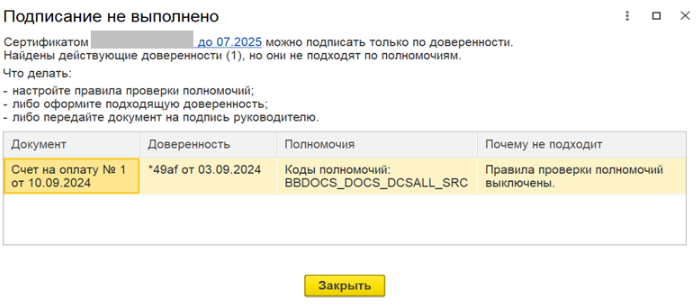 Подписание не выполнено
Сертификатом до 07.2025 можно подписать только по доверенности.
Найдены действующие доверенности (1), но они не подходят по полномочиям.
Что делать:
- настройте правила проверки полномочий;
- либо оформите подходящую доверенность;
- либо передайте документ на подпись руководителю.
Документ Доверенность Полномочия Почему не подходит
Счет на оплату № 1 *49af от 03.09.2024 Коды полномочий: Правила проверки полномочий
от 10.09.2024 BBDOCS_DOCS_DCSALL_SRC выключены.
Закрыть